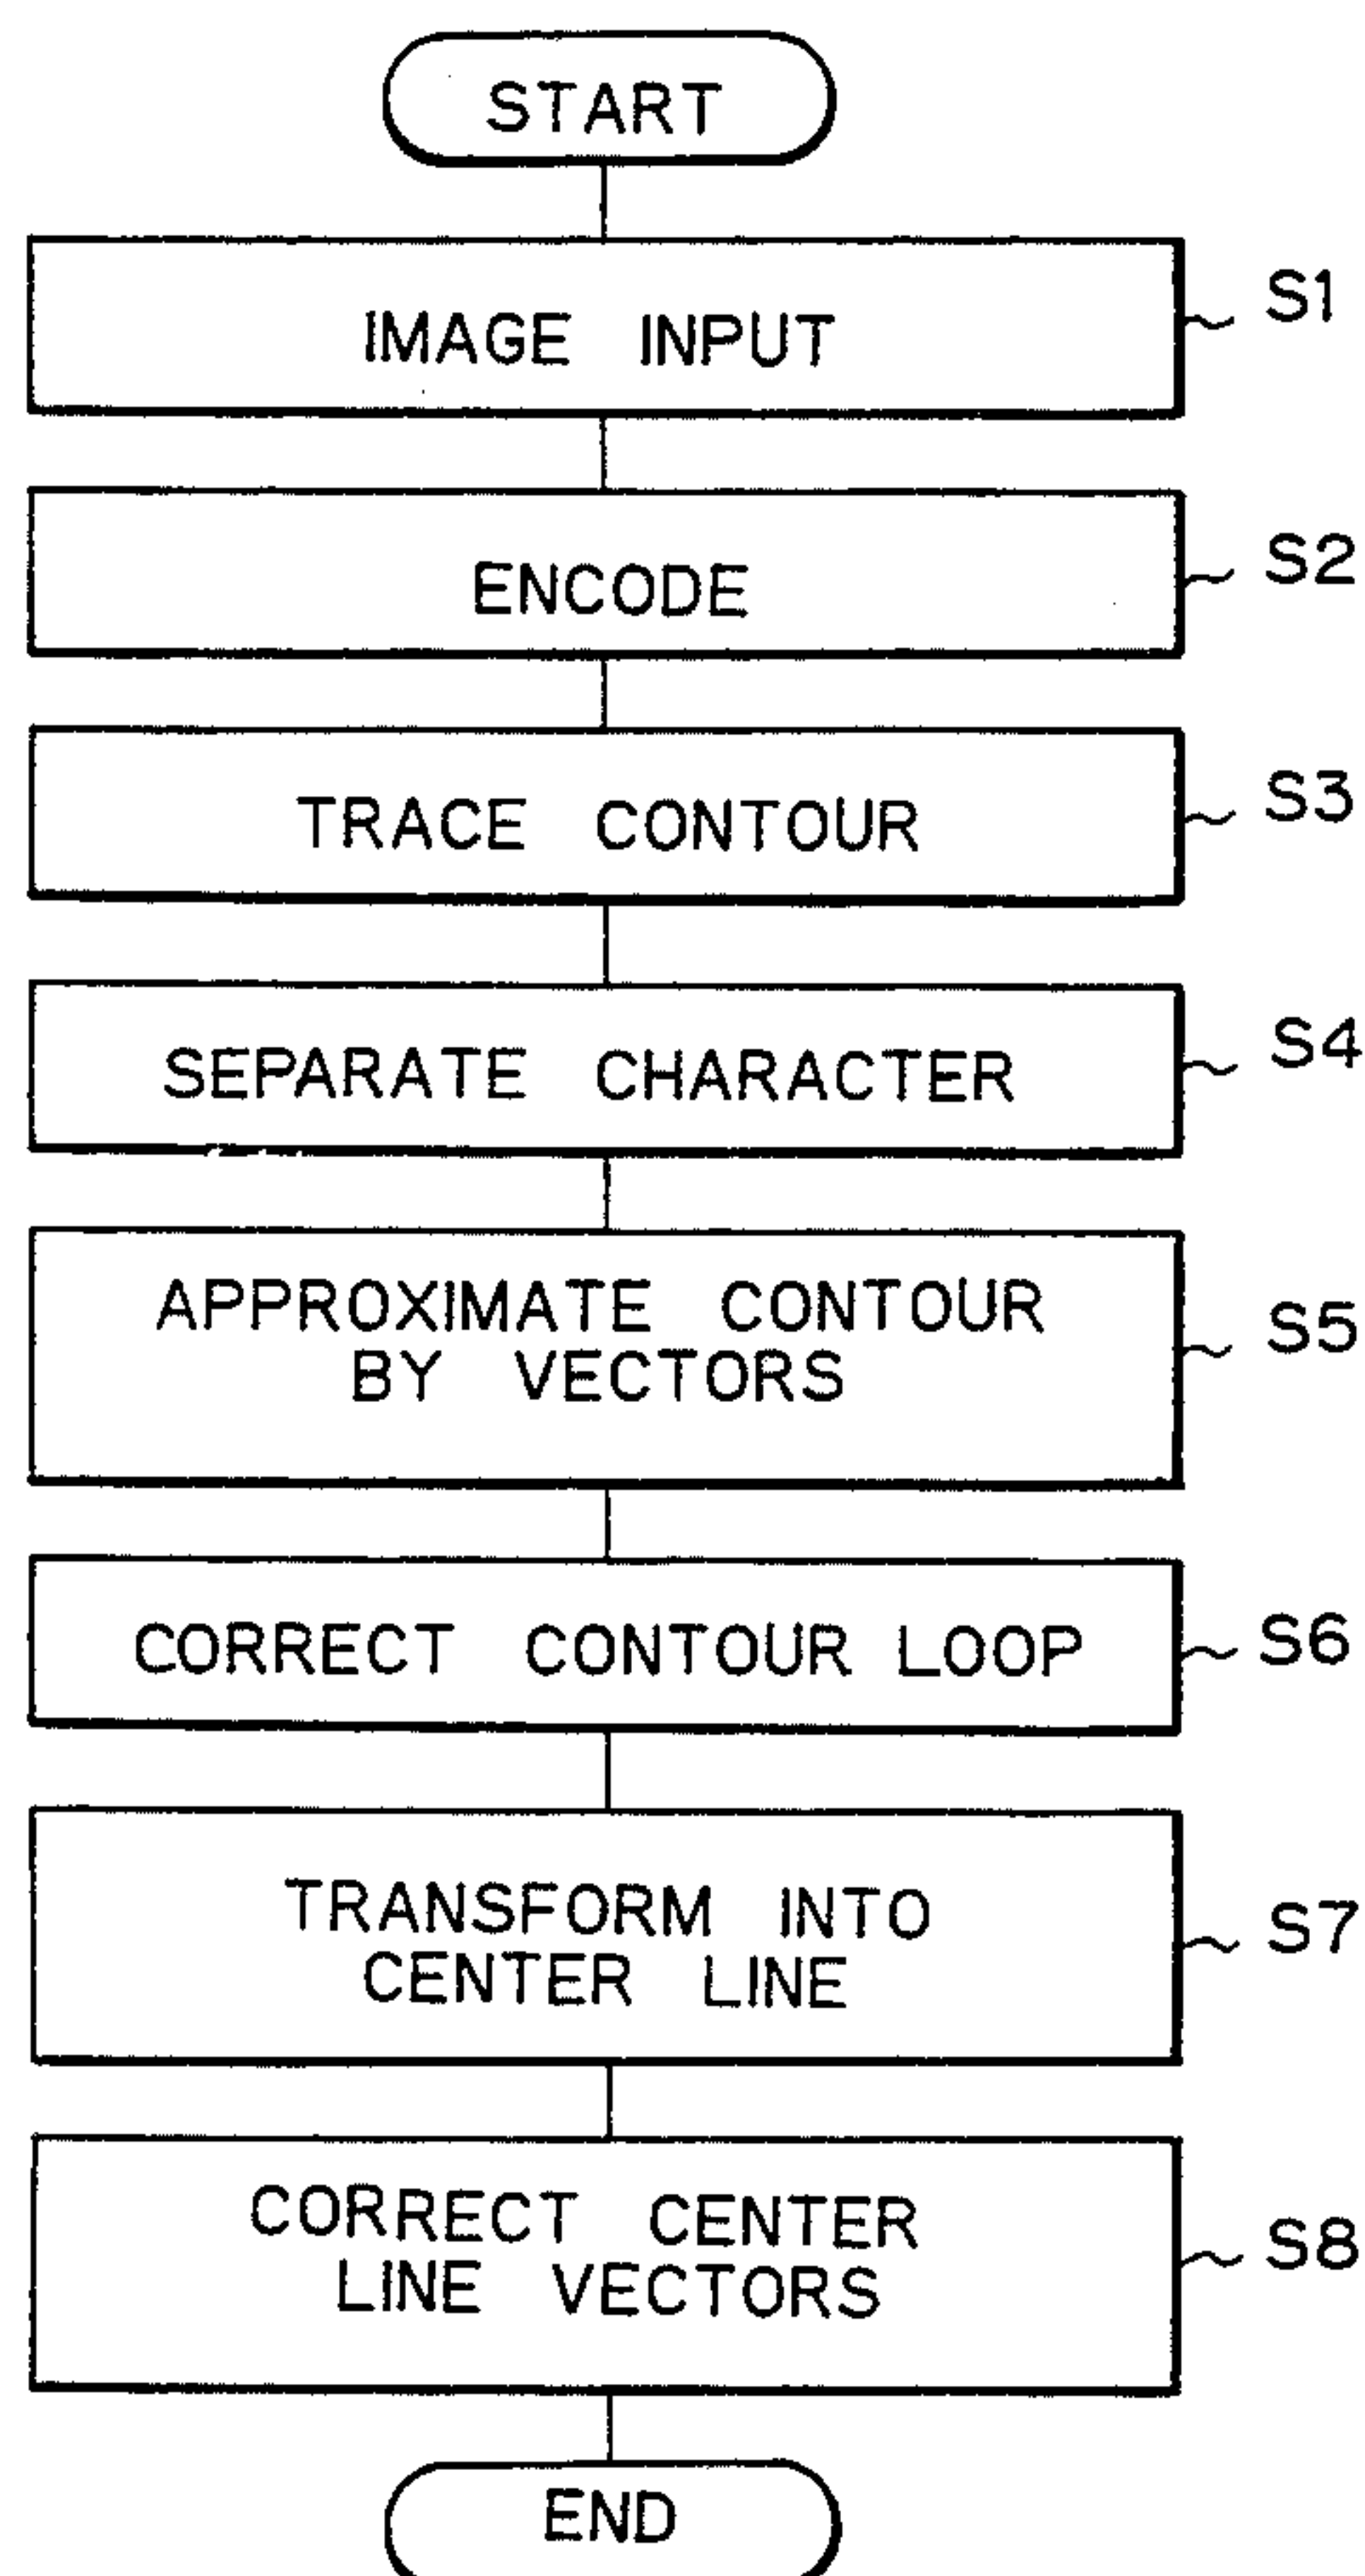 START
IMAGE INPUT
S1
ENCODE
S2
TRACE CONTOUR
S3
SEPARATE CHARACTER
S4
APPROXIMATE CONTOUR
BY VECTORS
S5
CORRECT CONTOUR LOOP
S6
TRANSFORM INTO
CENTER LINE
S7
CORRECT CENTER
LINE VECTORS
S8
END